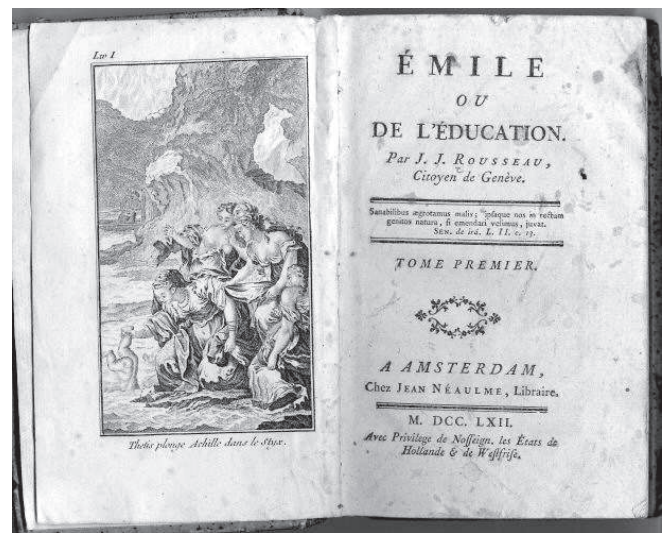 Liv I
Thétis plonge Achille dans le Styx.
ÉMILE
OU
DE L'ÉDUCATION.
Par J. J. ROUSSEAU,
Citoyen de Genève.
Sanabilibus ægrotamus malis; ipsaque nos in rectum
genitos natura, si emendari velimus, juvat.
SEN. de irâ. L. II. c. 13.
TOME PREMIER.
A AMSTERDAM,
Chez JEAN NÉAULME, Libraire.
M. DCC. LXII.
Avec Privilege de Nosseign. les États de
Hollande & de Westfrise.